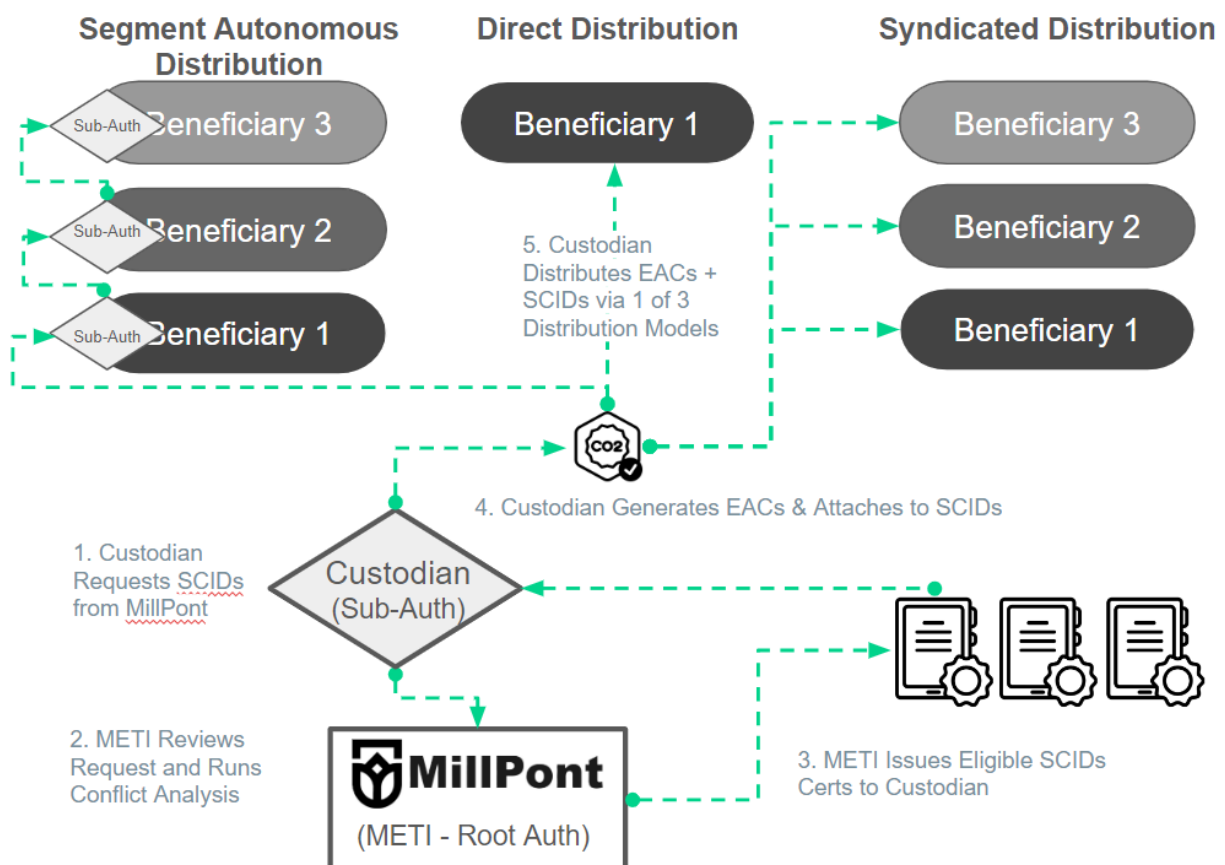 Segment Autonomous
Distribution
Direct Distribution
Syndicated Distribution
Sub-Auth
Beneficiary 3
Sub-Auth
Beneficiary 2
Sub-Auth
Beneficiary 1
Beneficiary 1
Beneficiary 3
Beneficiary 2
Beneficiary 1
5. Custodian
Distributes EACs +
SCIDs via 1 of 3
Distribution Models
CO2
4. Custodian Generates EACs & Attaches to SCIDs
1. Custodian
Requests SCIDs
from MillPont
Custodian
(Sub-Auth)
2. METI Reviews
Request and Runs
Conflict Analysis
MillPont
(METI - Root Auth)
3. METI Issues Eligible SCIDs
Certs to Custodian